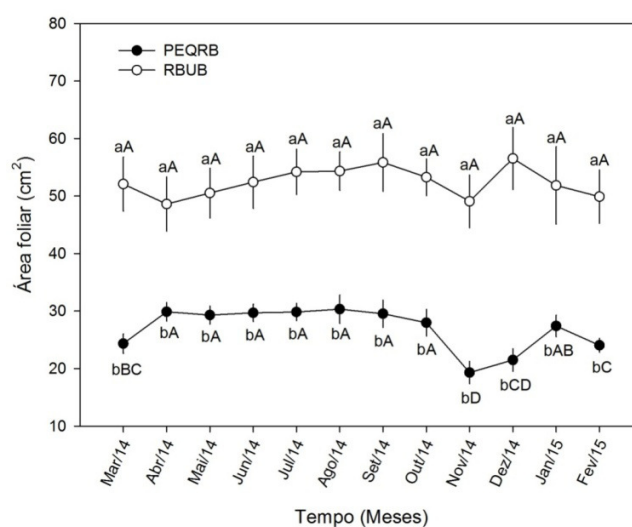 80
PEQRB
RBUB
70
60
50
40
30
20
10
Área foliar (cm²)
aA aA aA aA aA aA aA aA aA aA aA aA
bBC bA bA bA bA bA bA bA bD bCD bAB bC
Mar/14 Abr/14 Mai/14 Jun/14 Jul/14 Ago/14 Set/14 Out/14 Nov/14 Dez/14 Jan/15 Fev/15
Tempo (Meses)